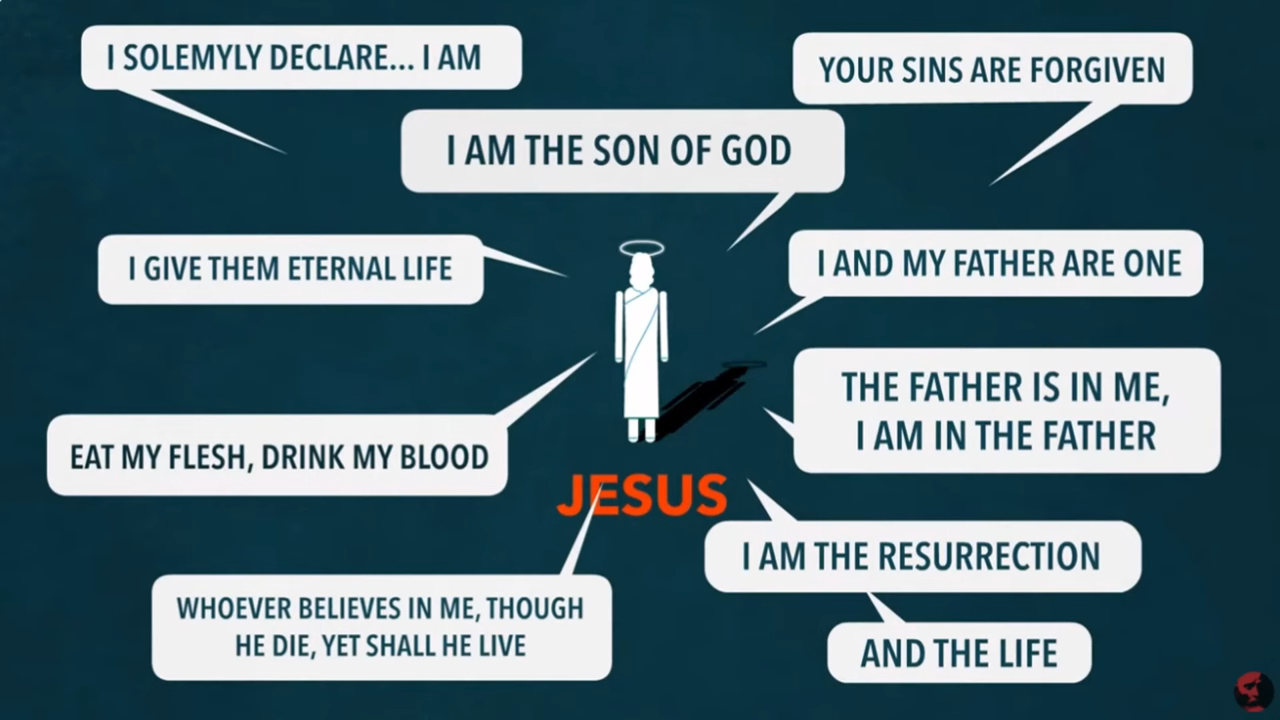 I SOLEMYLY DECLARE... I AM
YOUR SINS ARE FORGIVEN
I AM THE SON OF GOD
I GIVE THEM ETERNAL LIFE
I AND MY FATHER ARE ONE
THE FATHER IS IN ME,
I AM IN THE FATHER
EAT MY FLESH, DRINK MY BLOOD
JESUS
I AM THE RESURRECTION
WHOEVER BELIEVES IN ME, THOUGH
HE DIE, YET SHALL HE LIVE
AND THE LIFE